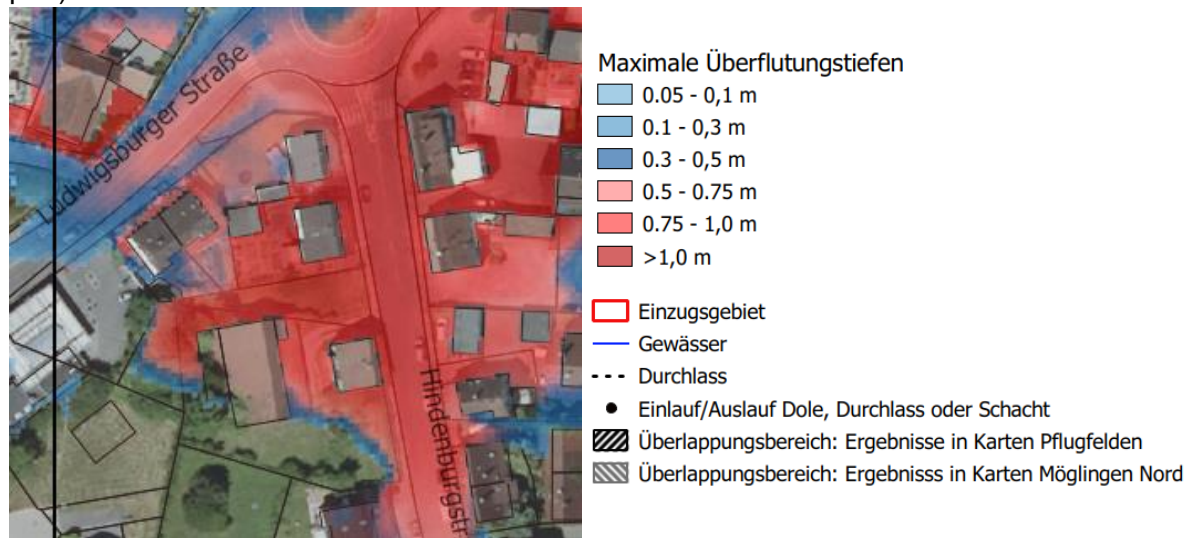 Ludwigsburger Straße
Hindenburgstr
Maximale Überflutungstiefen
0.05 - 0,1 m
0.1 - 0,3 m
0.3 - 0,5 m
0.5 - 0.75 m
0.75 - 1,0 m
>1,0 m
Einzugsgebiet
Gewässer
Durchlass
Einlauf/Auslauf Dole, Durchlass oder Schacht
Überlappungsbereich: Ergebnisse in Karten Pflugfelden
Überlappungsbereich: Ergebnisss in Karten Möglingen Nord